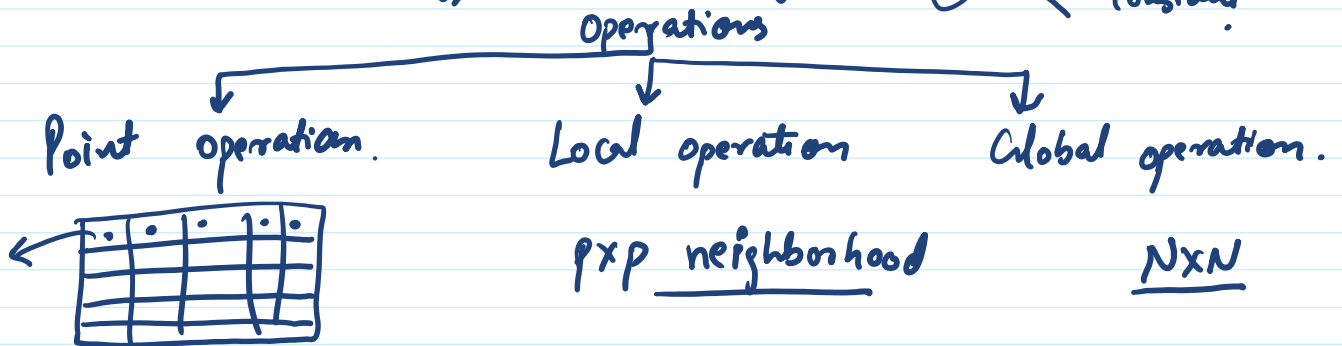 Operations
Point operation.
Local operation
Global operation.
pxp neighborhood
NXN